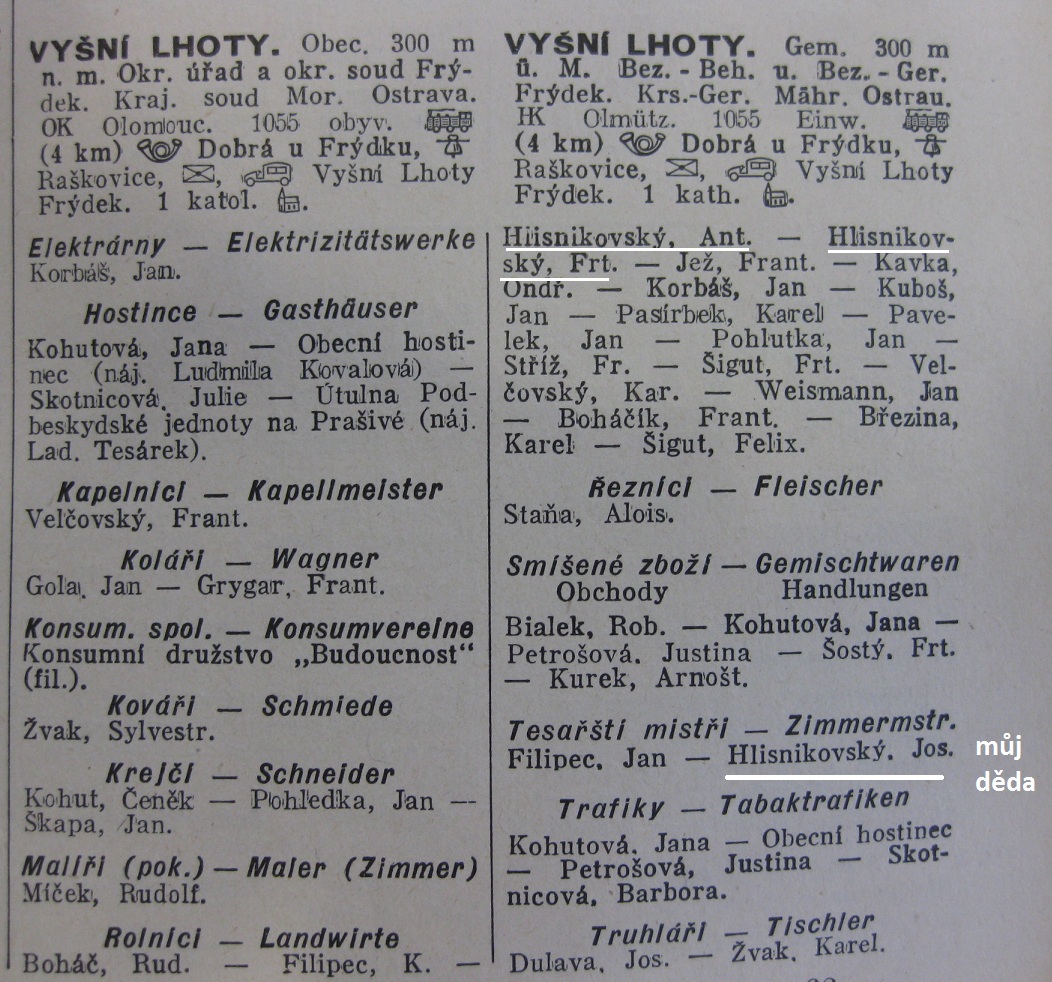 VYŠNÍ LHOTY. Obec. 300 m
n. m. Okr. úřad a okr. soud Frý-
dek. Kraj. soud Mor. Ostrava.
OK Olomouc. 1055 obyv.
(4 km) Dobrá u Frýdku,
Raškovice, Vyšní Lhoty
Frýdek. 1 katol.
Elektrárny — Elektrizitätswerke
Korbáš, Jan.
Hostince — Gasthäuser
Kohutová, Jana — Obecní hosti-
nec (náj. Ludmila Kovalová) —
Skotnicová, Julie — Útulna Pod-
beskydské jednoty na Prašivé (náj.
Lad. Tesárek).
Kapelníci — Kapellmeister
Velčovský, Frant.
Koláři — Wagner
Gola, Jan — Grygar, Frant.
Konsum. spol. — Konsumvereine
Konsumní družstvo „Budoucnost“
(fil.).
Kováři — Schmiede
Žvak, Sylvestr.
Krejčí — Schneider
Kohut, Čeněk — Pohledka, Jan —
Škapa, Jan.
Malíři (pok.) — Maler (Zimmer)
Míček, Rudolf.
Rolníci — Landwirte
Boháč, Rud. — Filipec, K. —
VYŠNÍ LHOTY. Gem. 300 m
ü. M. Bez. - Beh. u. Bez. - Ger.
Frýdek. Krs.-Ger. Mähr. Ostrau.
HK Olmütz. 1055 Einw.
(4 km) Dobrá u Frýdku,
Raškovice, Vyšní Lhoty
Frýdek. 1 kath.
Hlisnikovský, Ant. — Hlisnikov-
ský, Frt. — Jež, Frant. — Kavka,
Ondř. — Korbáš, Jan — Kuboš,
Jan — Pastrbek, Karel — Pave-
lek, Jan — Pohlutka, Jan —
Stříž, Fr. — Šigut, Frt. — Vel-
čovský, Kar. — Weismann, Jan
— Boháčík, Frant. — Březina,
Karel — Šigut, Felix.
Řezníci — Fleischer
Staňa, Alois.
Smíšené zboží — Gemischtwaren
Obchody Handlungen
Bialek, Rob. — Kohutová, Jana —
Petrošová, Justina — Šostý, Frt.
— Kurek, Arnošt.
Tesařští mistři — Zimmermstr.
Filipec, Jan — Hlisnikovský, Jos.
můj
děda
Trafiky — Tabaktrafiken
Kohutová, Jana — Obecní hostinec
— Petrošová, Justina — Skot-
nicová, Barbora.
Truhláři — Tischler
Dulava, Jos. — Žvak, Karel.